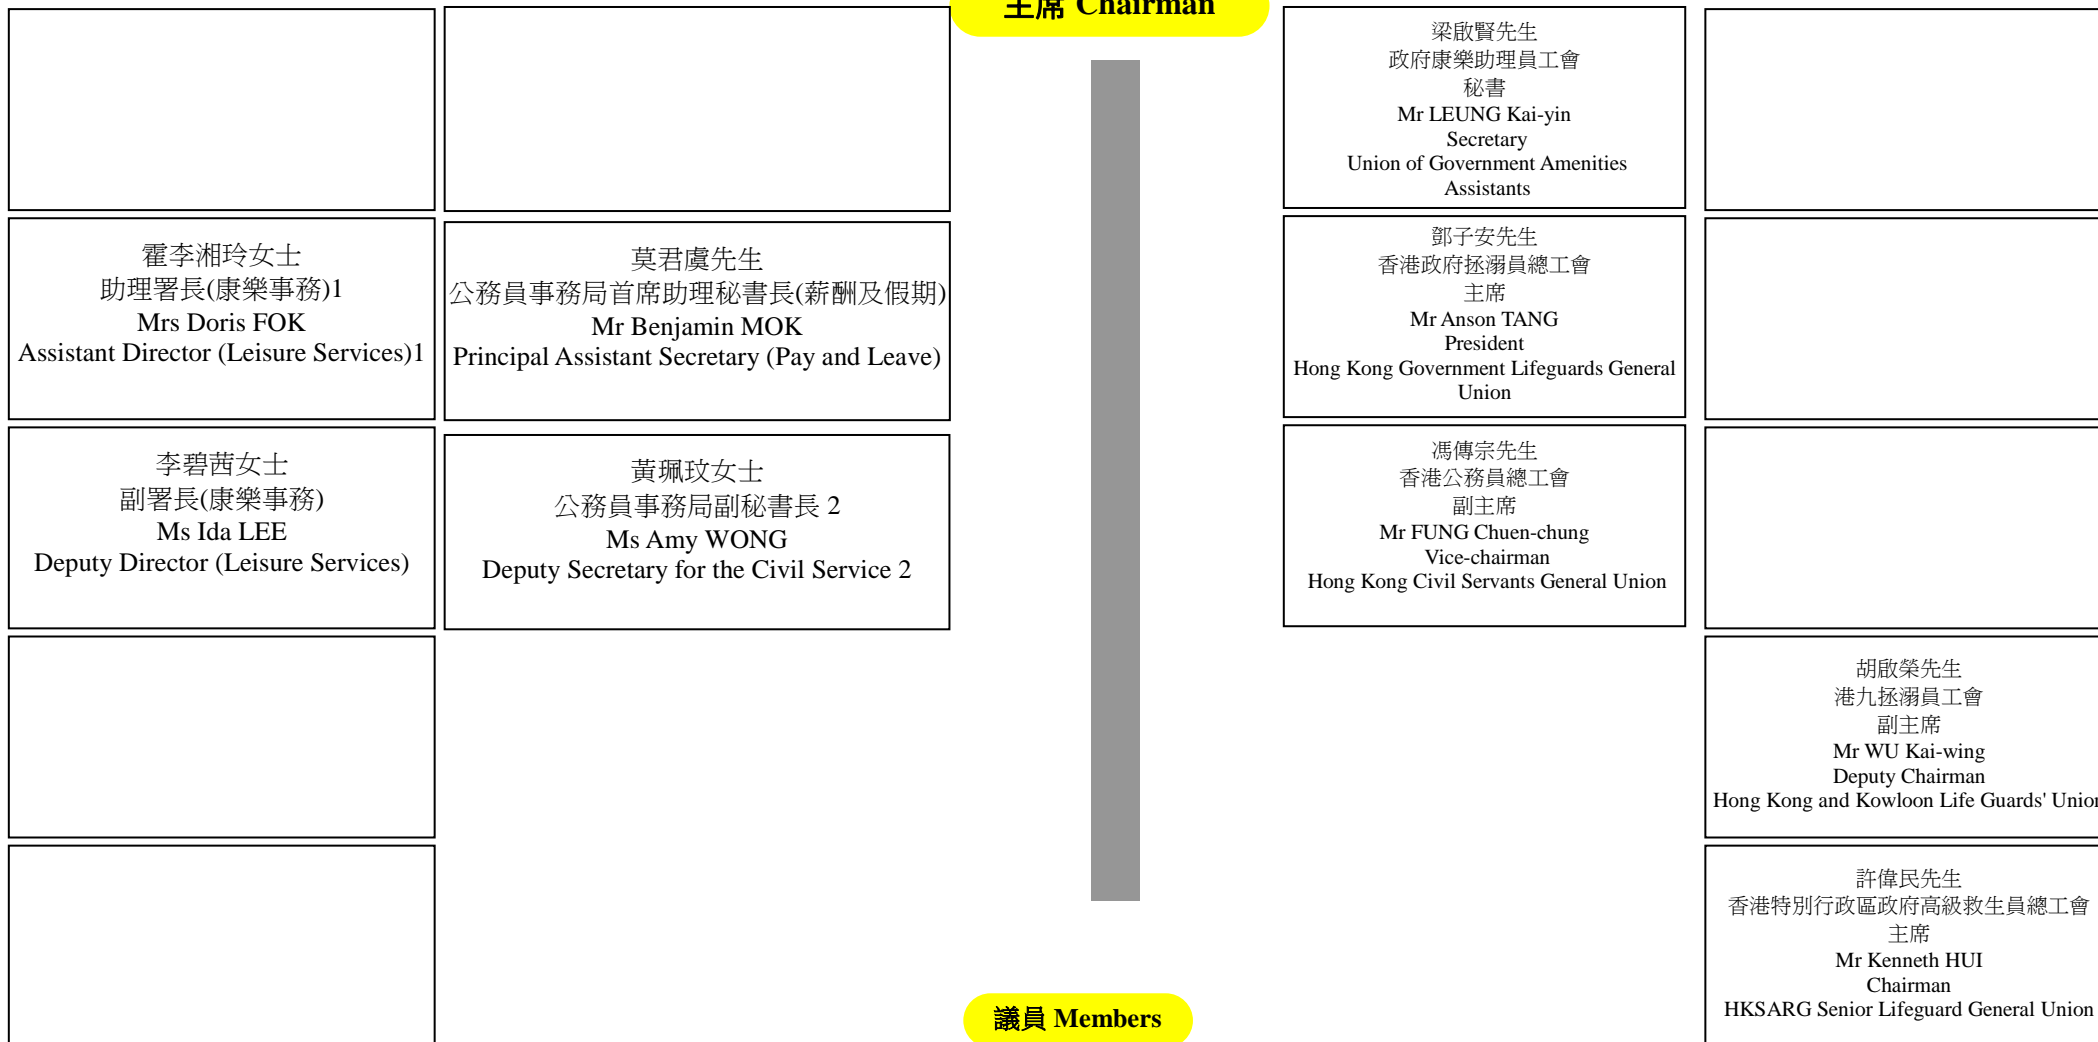 主席 Chairman
梁啟賢先生
政府康樂助理員工會
秘書
Mr LEUNG Kai-yin
Secretary
Union of Government Amenities
Assistants
霍李湘玲女士
助理署長(康樂事務)1
Mrs Doris FOK
Assistant Director (Leisure Services)1
莫君虞先生
公務員事務局首席助理秘書長(薪酬及假期)
Mr Benjamin MOK
Principal Assistant Secretary (Pay and Leave)
鄧子安先生
香港政府拯溺員總工會
主席
Mr Anson TANG
President
Hong Kong Government Lifeguards General
Union
李碧茜女士
副署長(康樂事務)
Ms Ida LEE
Deputy Director (Leisure Services)
黃珮玟女士
公務員事務局副秘書長 2
Ms Amy WONG
Deputy Secretary for the Civil Service 2
馮傳宗先生
香港公務員總工會
副主席
Mr FUNG Chuen-chung
Vice-chairman
Hong Kong Civil Servants General Union
胡啟榮先生
港九拯溺員工會
副主席
Mr WU Kai-wing
Deputy Chairman
Hong Kong and Kowloon Life Guards' Union
許偉民先生
香港特別行政區政府高級救生員總工會
主席
Mr Kenneth HUI
Chairman
HKSARG Senior Lifeguard General Union
議員 Members